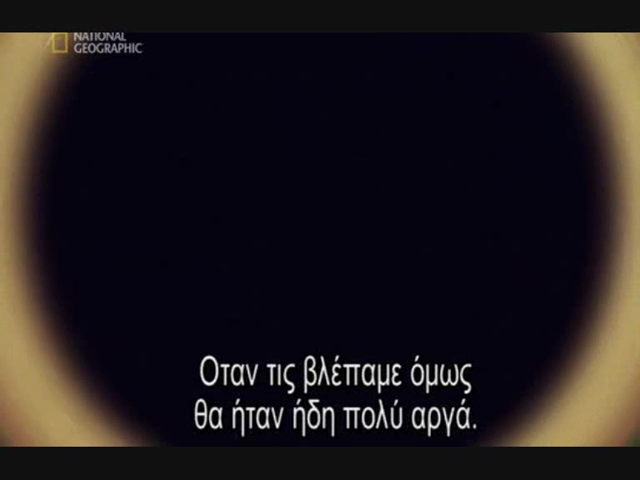 NATIONAL
GEOGRAPHIC
Οταν τις βλέπαμε όμως
θα ήταν ήδη πολύ αργά.